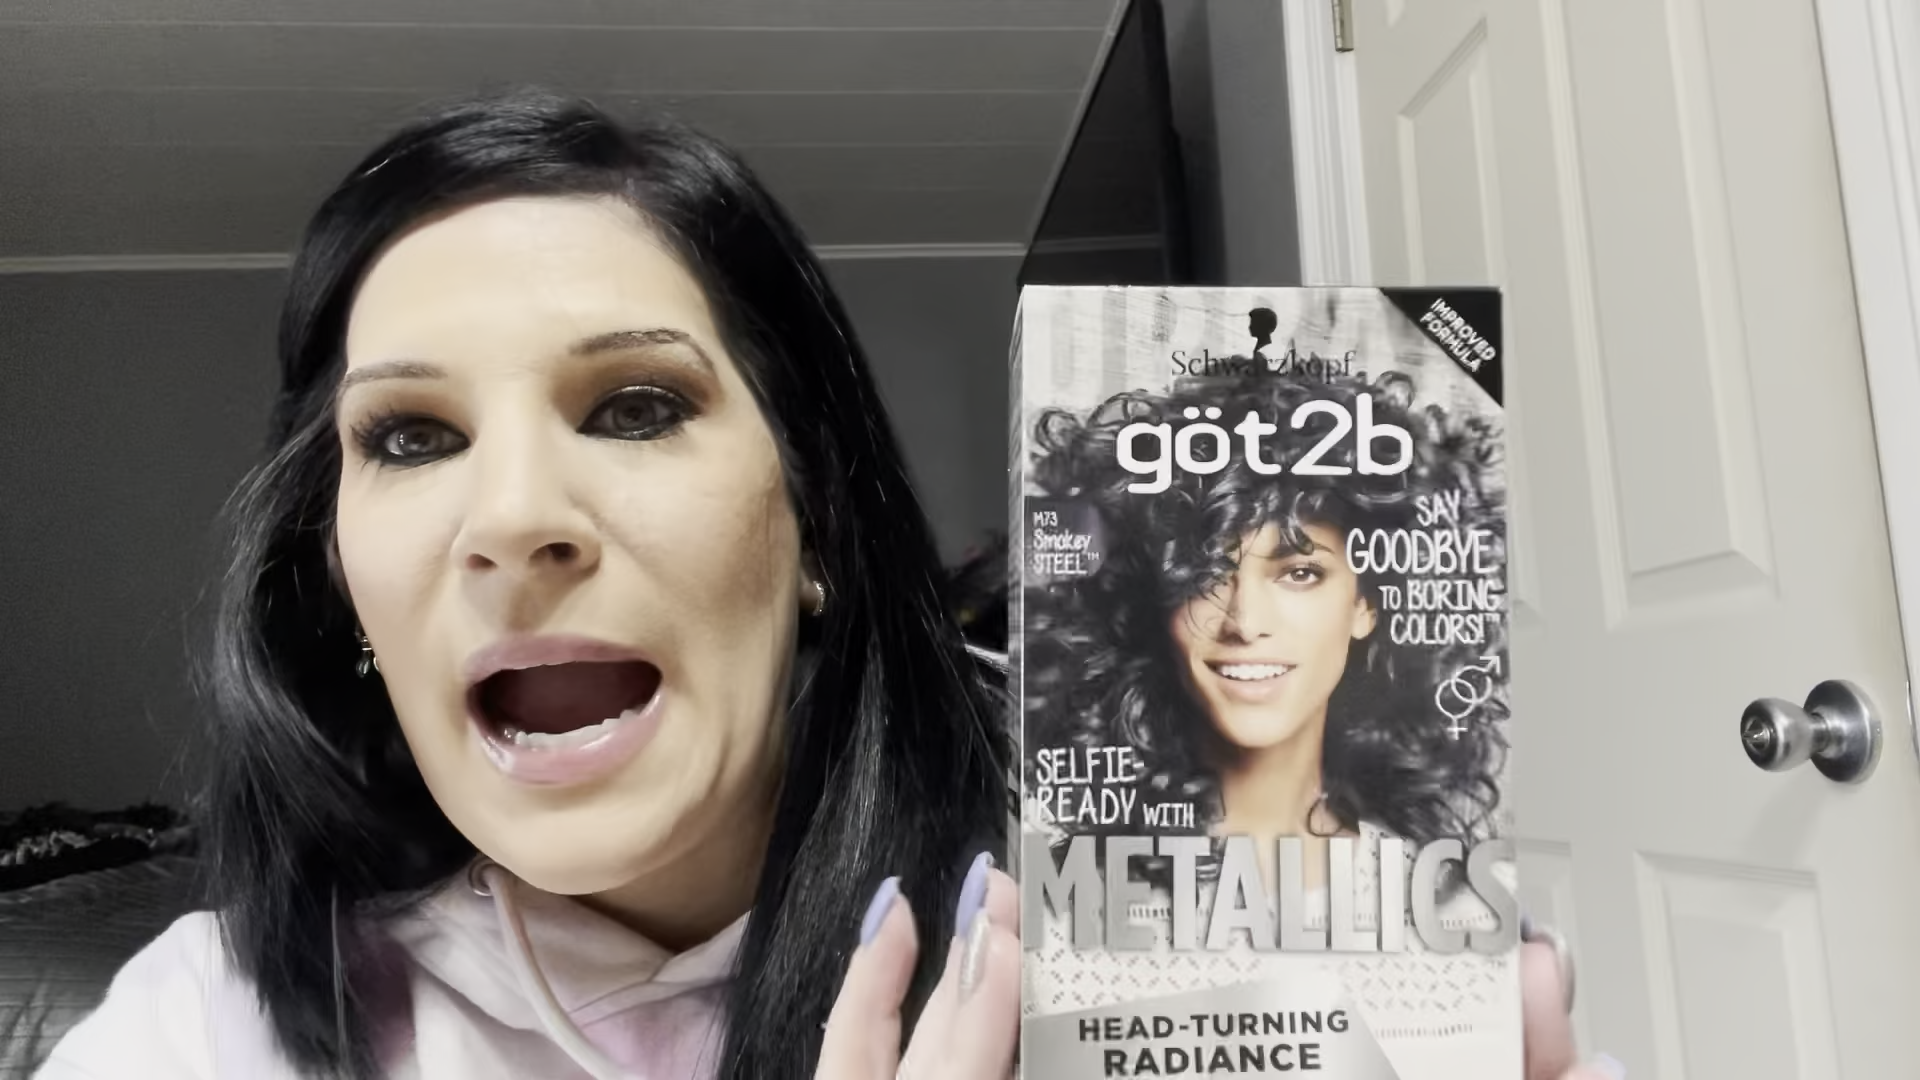 IMPROVED
FORMULA
Schwarzkopf
göt2b
M73
Smokey
STEEL™
SAY
GOODBYE
TO BORING
COLORS!™
SELFIE-
READY WITH
METALLICS
HEAD-TURNING
RADIANCE